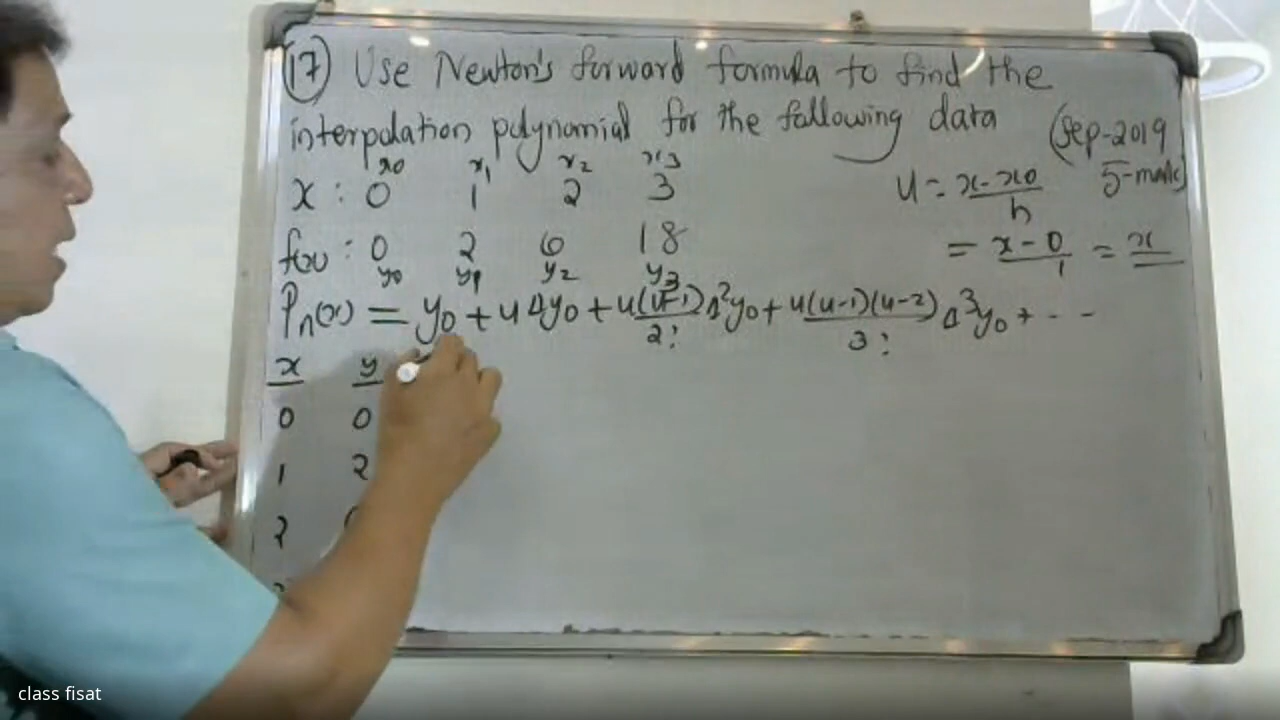 (17) Use Newton's forward formula to find the
interpolation polynomial for the following data (Sep-2019
5-marks)
x0 x1 x2 x3
x : 0 1 2 3
f(x) : 0 2 6 18
y0 y1 y2 y3
u = (x-x0)/h
= (x-0)/1 = x
Pn(x) = y0 + u Δy0 + u(u-1)/2! Δ²y0 + u(u-1)(u-2)/3! Δ³y0 + - -
x y
0 0
1 2
2
class fisat